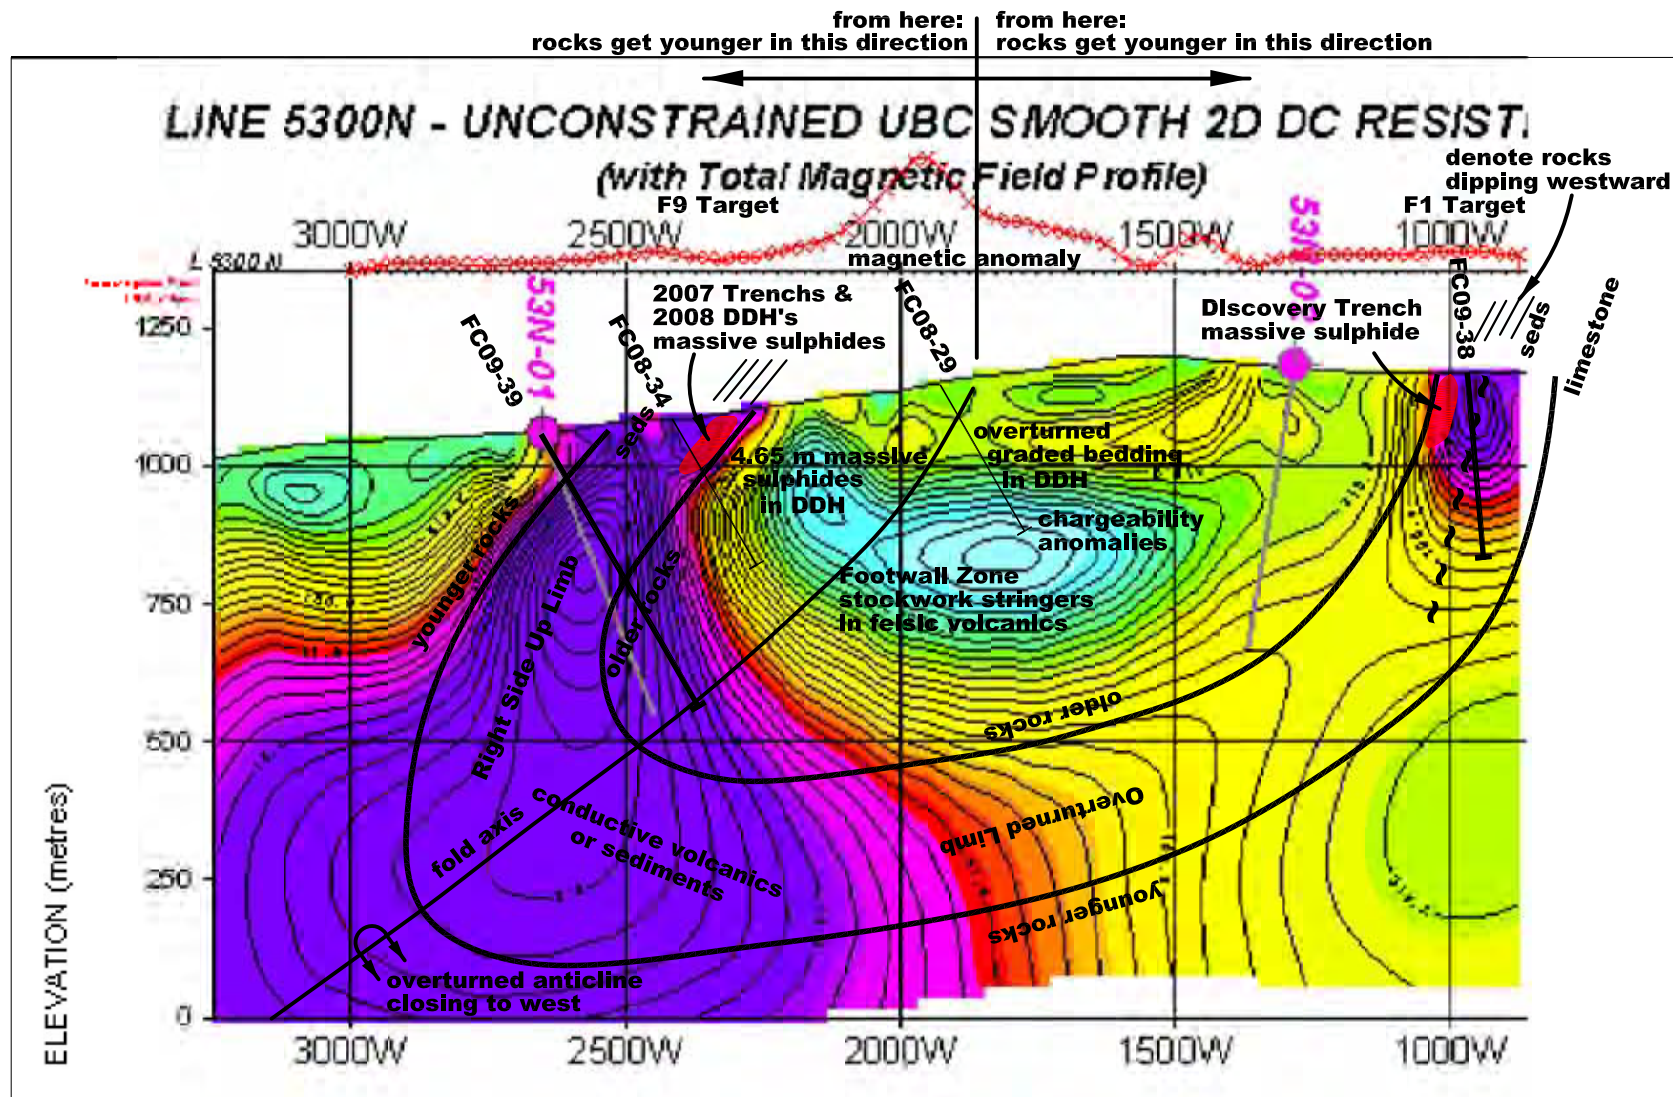 from here:
rocks get younger in this direction
from here:
rocks get younger in this direction
LINE 5300N - UNCONSTRAINED UBC SMOOTH 2D DC RESIST
(with Total Magnetic Field Profile)
denote rocks
dipping westward
F9 Target
F1 Target
3000W 2500W 2000W 1500W 1000W
L 5300 N
magnetic anomaly
53N-01
FC09-39
FC08-34
FC08-29
FC09-38
2007 Trenchs &
2008 DDH's
massive sulphides
DIscovery Trench
massive sulphide
seds
limestone
seds
1250
1000
750
500
250
0
ELEVATION (metres)
4.65 m massive
sulphides
in DDH
overturned
graded bedding
In DDH
chargeability
anomalies
Footwall Zone
stockwork stringers
In felsic volcanics
younger rocks
Right Side Up Limb
older rocks
older rocks
Overturned Limb
younger rocks
fold axis
conductive volcanics
or sediments
overturned anticline
closing to west
3000W 2500W 2000W 1500W 1000W